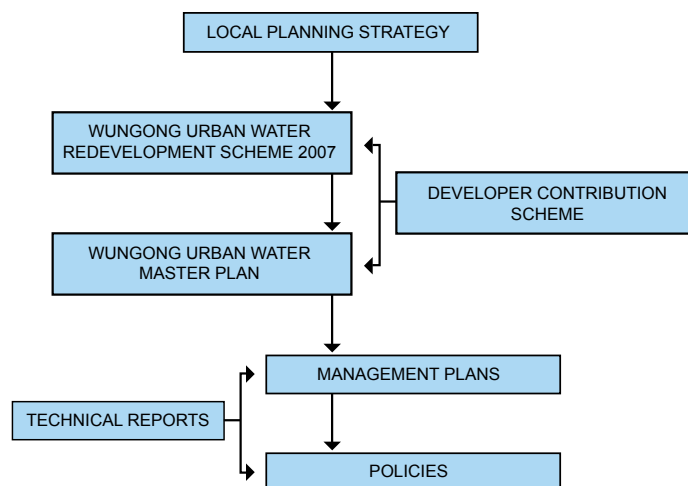 LOCAL PLANNING STRATEGY
WUNGONG URBAN WATER
REDEVELOPMENT SCHEME 2007
DEVELOPER CONTRIBUTION
SCHEME
WUNGONG URBAN WATER
MASTER PLAN
MANAGEMENT PLANS
TECHNICAL REPORTS
POLICIES